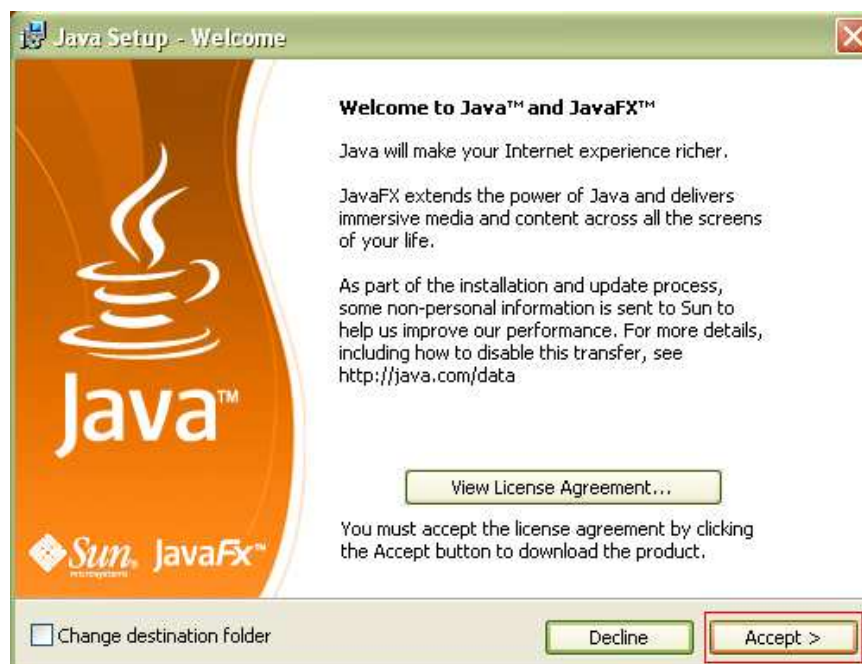 Java Setup - Welcome
Welcome to Java™ and JavaFX™
Java will make your Internet experience richer.
JavaFX extends the power of Java and delivers
immersive media and content across all the screens
of your life.
As part of the installation and update process,
some non-personal information is sent to Sun to
help us improve our performance. For more details,
including how to disable this transfer, see
http://java.com/data
Java™
View License Agreement...
You must accept the license agreement by clicking
the Accept button to download the product.
Sun microsystems JavaFX™
Change destination folder
Decline
Accept >